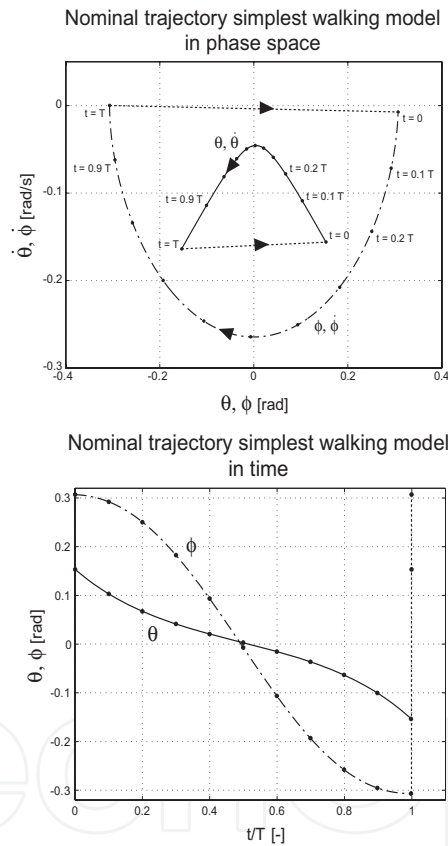 Nominal trajectory simplest walking model
in phase space
θ̇, ϕ̇ [rad/s]
0
-0.1
-0.2
-0.3
-0.4
-0.2
0
0.2
0.4
t = T
t = 0
θ, θ̇
0.9 T
0.2 T
0.1 T
0.9 T
0.1 T
t = T
t = 0
0.2 T
ϕ, ϕ̇
θ, ϕ [rad]
Nominal trajectory simplest walking model
in time
θ, ϕ [rad]
0.3
0.2
0.1
0
-0.1
-0.2
-0.3
ϕ
θ
0
0.2
0.4
0.6
0.8
1
t/T [-]